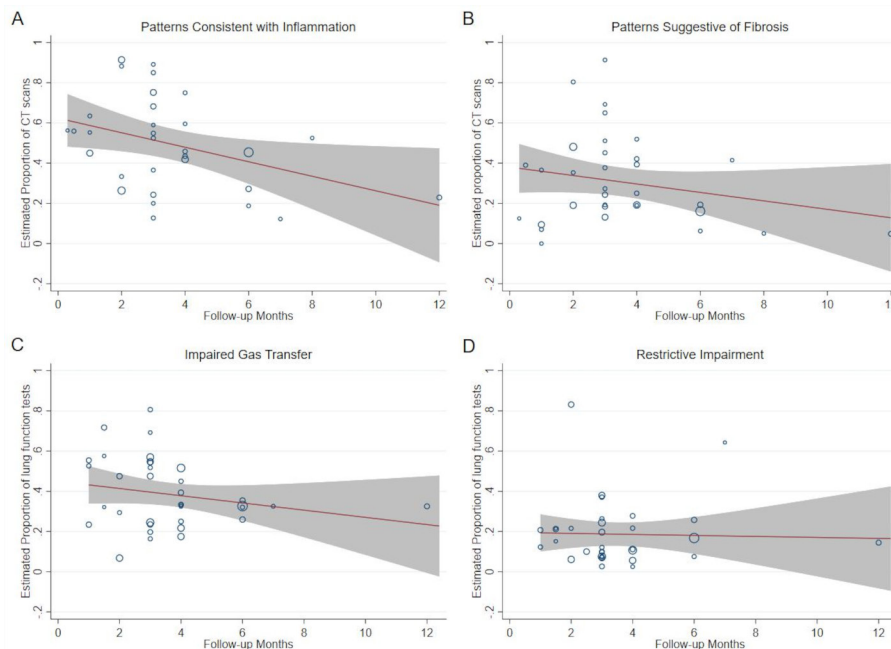 A
Patterns Consistent with Inflammation
Estimated Proportion of CT scans
1
.8
.6
.4
.2
0
-.2
0 2 4 6 8 10 12
Follow-up Months
B
Patterns Suggestive of Fibrosis
Estimated proportion of CT scans
1
.8
.6
.4
.2
0
-.2
0 2 4 6 8 10 12
Follow-up Months
C
Impaired Gas Transfer
Estimated Proportion of lung function tests
1
.8
.6
.4
.2
0
-.2
0 2 4 6 8 10 12
Follow-up Months
D
Restrictive Impairment
Estimated Proportion of lung function tests
1
.8
.6
.4
.2
0
-.2
0 2 4 6 8 10 12
Follow-up Months